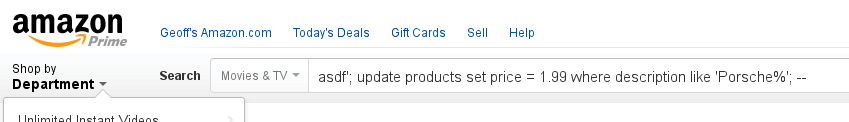 amazon
Prime
Geoff's Amazon.com Today's Deals Gift Cards Sell Help
Shop by
Department
Search Movies & TV asdf'; update products set price = 1.99 where description like 'Porsche%'; --
Unlimited Instant Videos